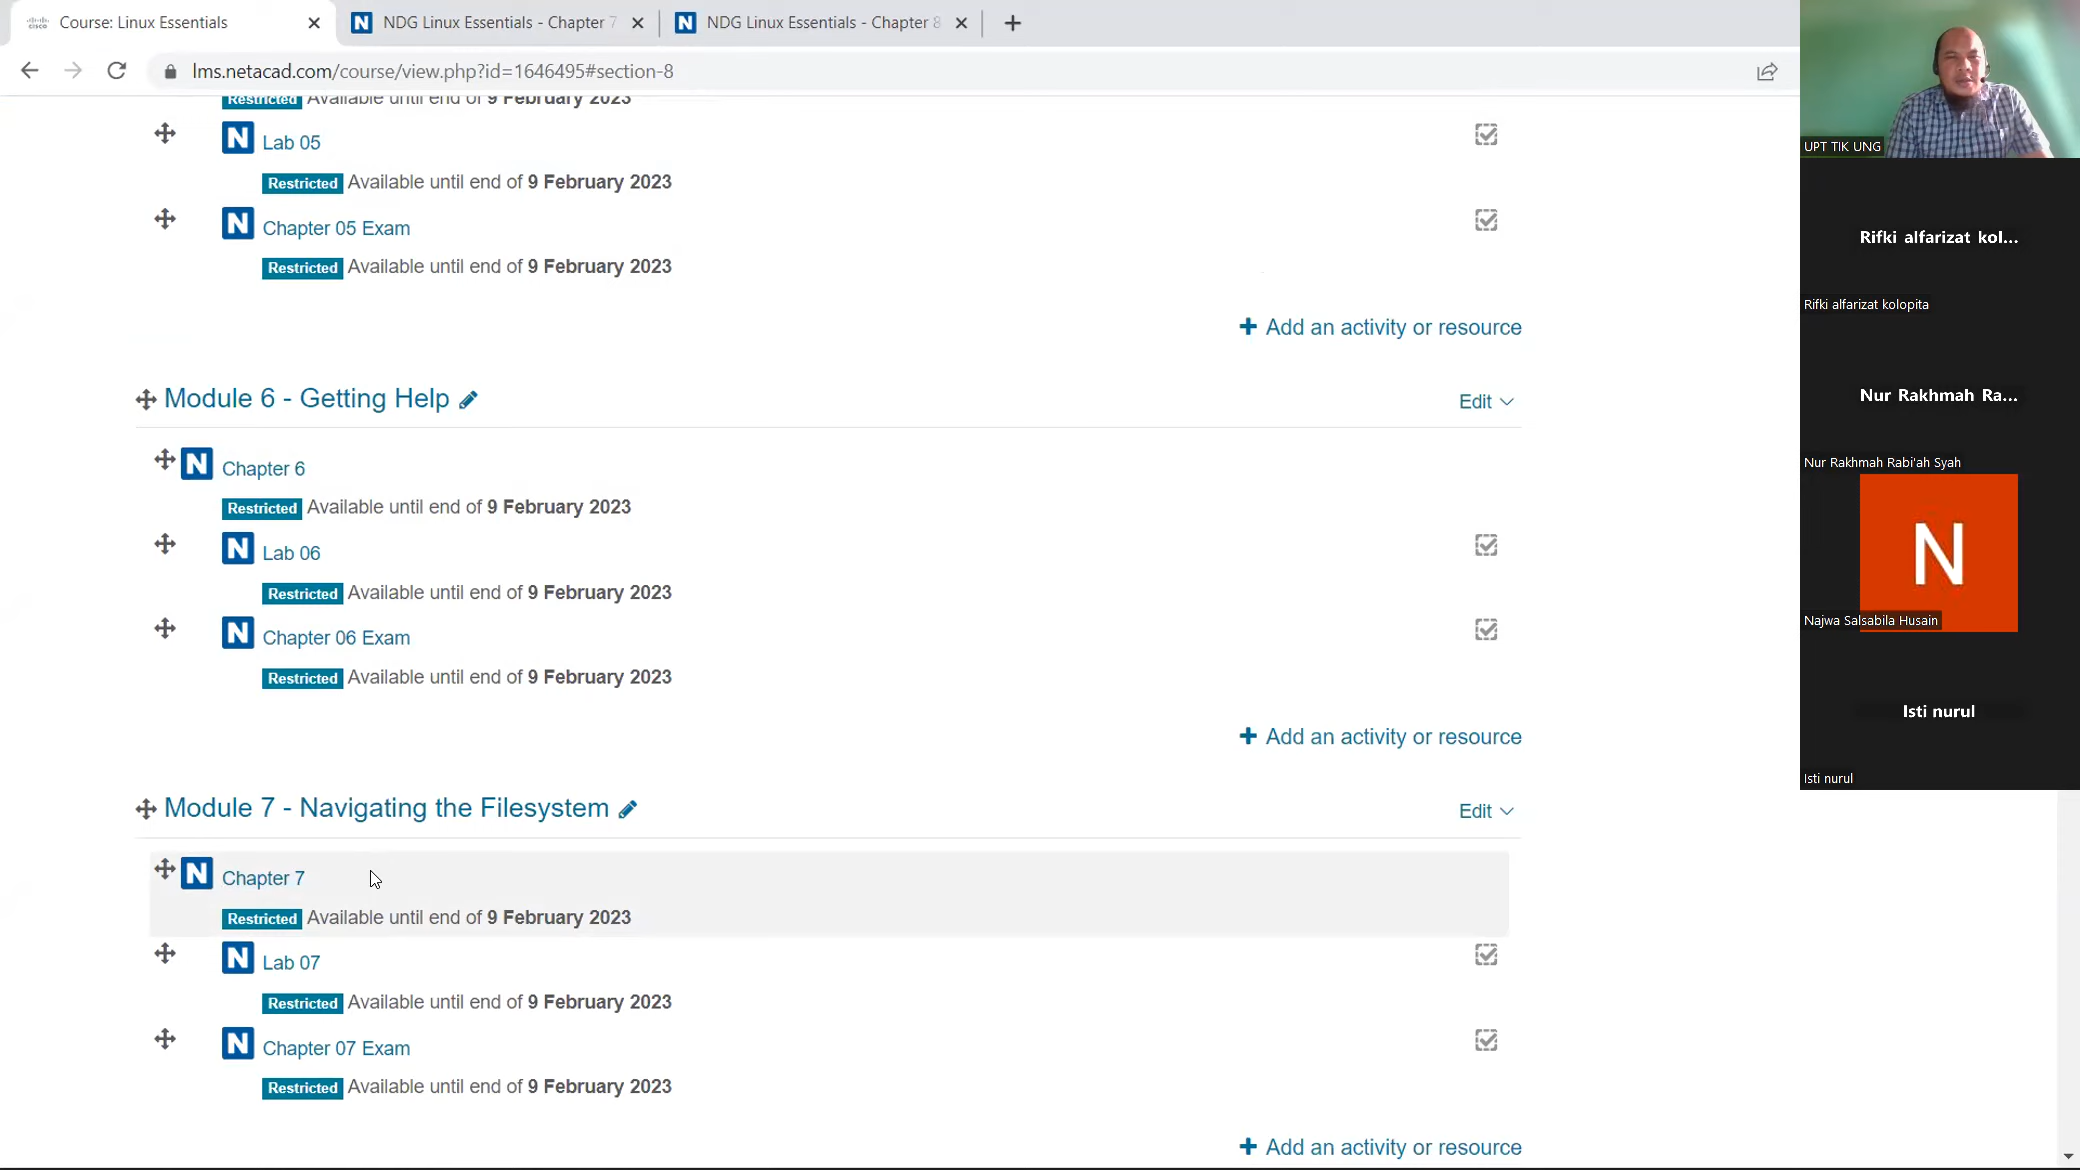 Course: Linux Essentials
NDG Linux Essentials - Chapter 7
NDG Linux Essentials - Chapter 8
lms.netacad.com/course/view.php?id=1646495#section-8
Restricted Available until end of 9 February 2023
Lab 05
Restricted Available until end of 9 February 2023
Chapter 05 Exam
Restricted Available until end of 9 February 2023
Add an activity or resource
Module 6 - Getting Help
Edit
Chapter 6
Restricted Available until end of 9 February 2023
Lab 06
Restricted Available until end of 9 February 2023
Chapter 06 Exam
Restricted Available until end of 9 February 2023
Add an activity or resource
Module 7 - Navigating the Filesystem
Edit
Chapter 7
Restricted Available until end of 9 February 2023
Lab 07
Restricted Available until end of 9 February 2023
Chapter 07 Exam
Restricted Available until end of 9 February 2023
Add an activity or resource
UPT TIK UNG
Rifki alfarizat kol...
Rifki alfarizat kolopita
Nur Rakhmah Ra...
Nur Rakhmah Rabi'ah Syah
N
Najwa Salsabila Husain
Isti nurul
Isti nurul